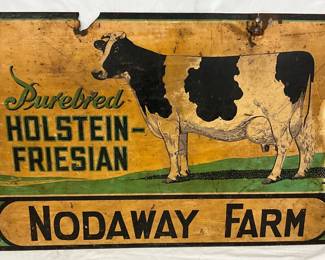 Purebred
HOLSTEIN-
FRIESIAN
NODAWAY FARM